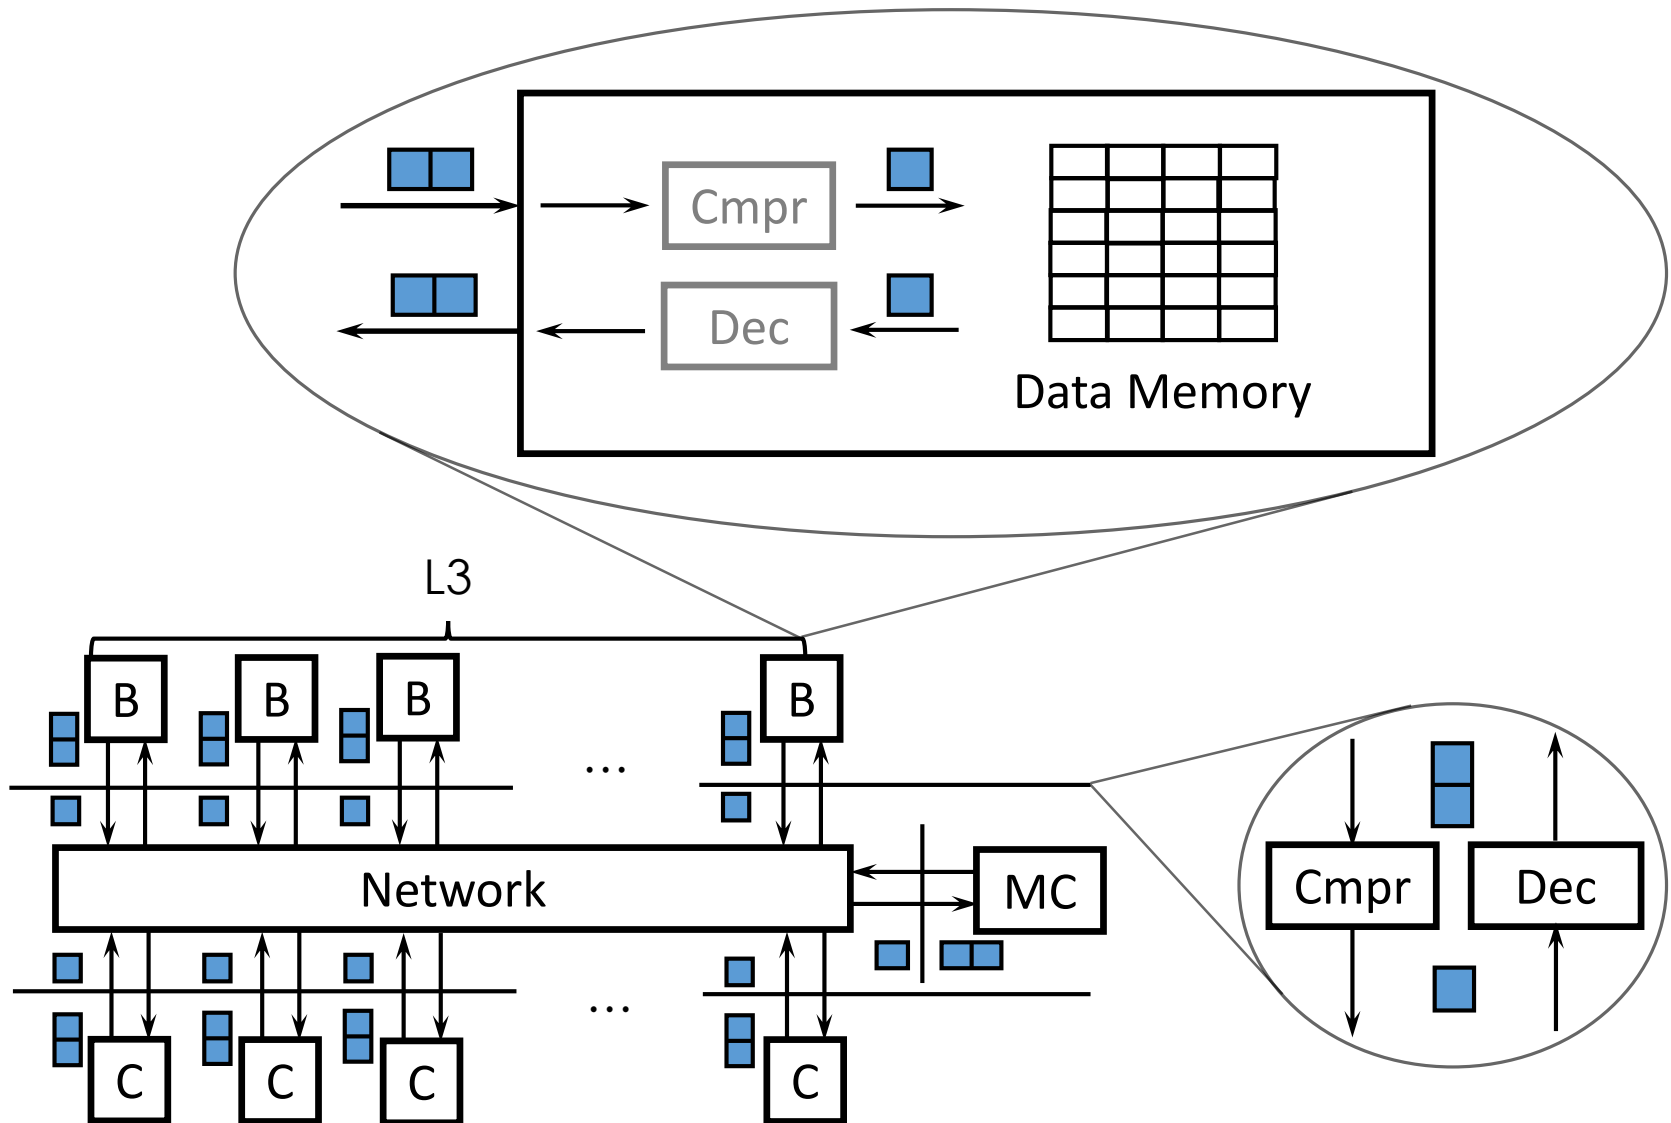 Cmpr
Dec
Data Memory
L3
B B B ... B
Network
MC
Cmpr Dec
...
C C C C